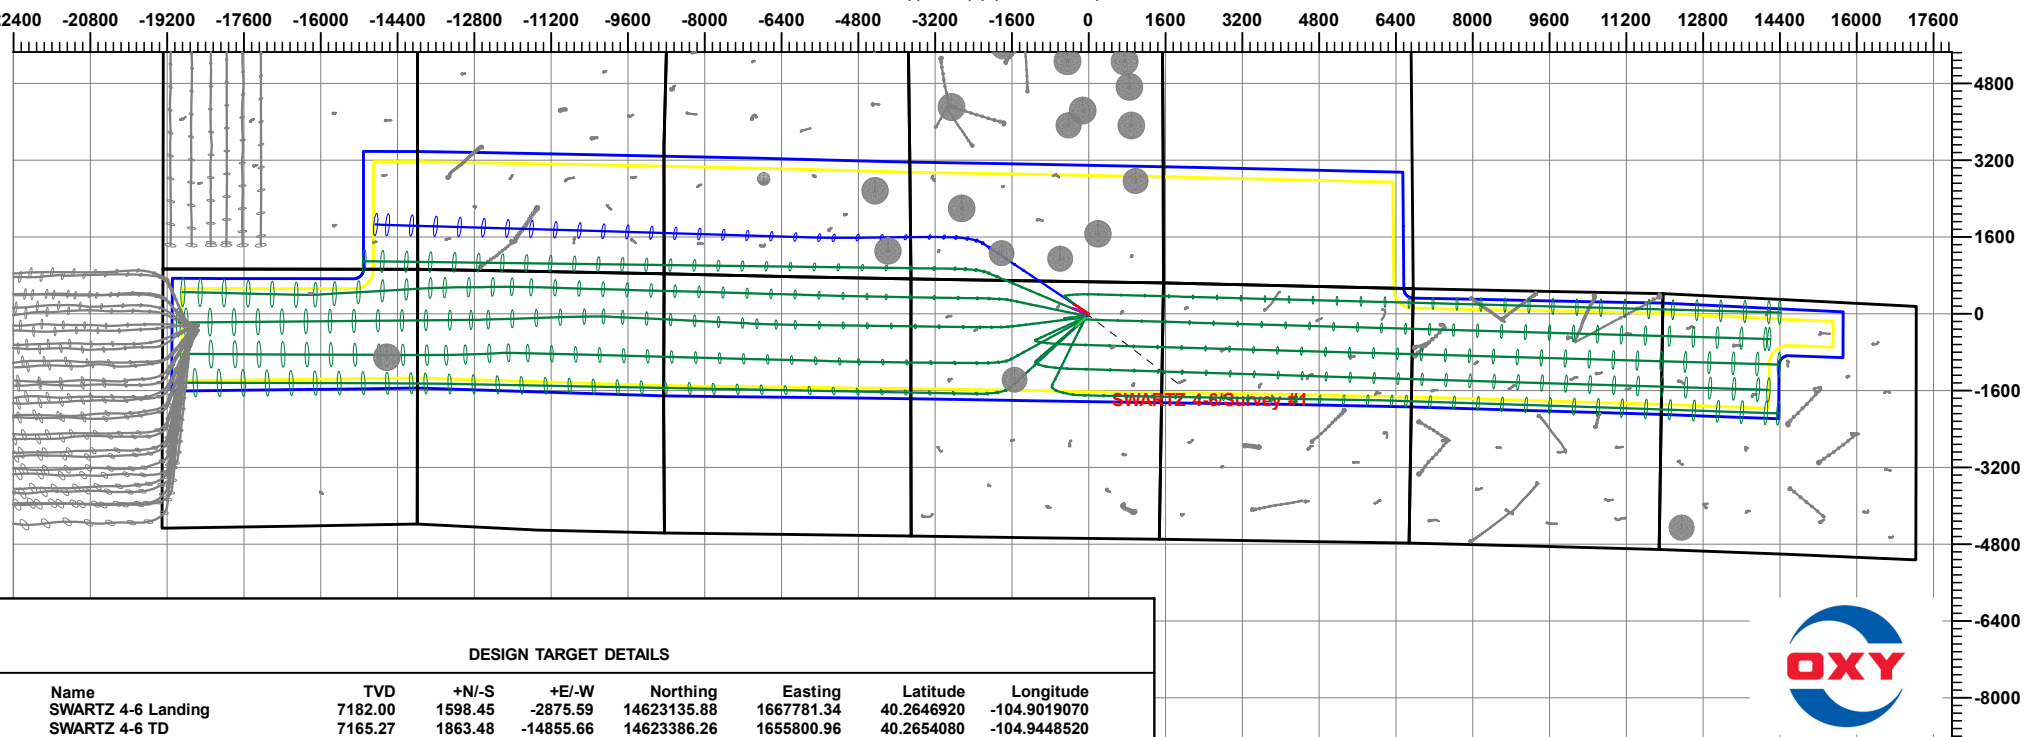 22400 -20800 -19200 -17600 -16000 -14400 -12800 -11200 -9600 -8000 -6400 -4800 -3200 -1600 0 1600 3200 4800 6400 8000 9600 11200 12800 14400 16000 17600
4800
3200
1600
0
-1600
SWARTZ 4-8/Survey #1
-3200
-4800
-6400
OXY
-8000
DESIGN TARGET DETAILS
Name TVD +N/-S +E/-W Northing Easting Latitude Longitude
SWARTZ 4-6 Landing 7182.00 1598.45 -2875.59 14623135.88 1667781.34 40.2646920 -104.9019070
SWARTZ 4-6 TD 7165.27 1863.48 -14855.66 14623386.26 1655800.96 40.2654080 -104.9448520